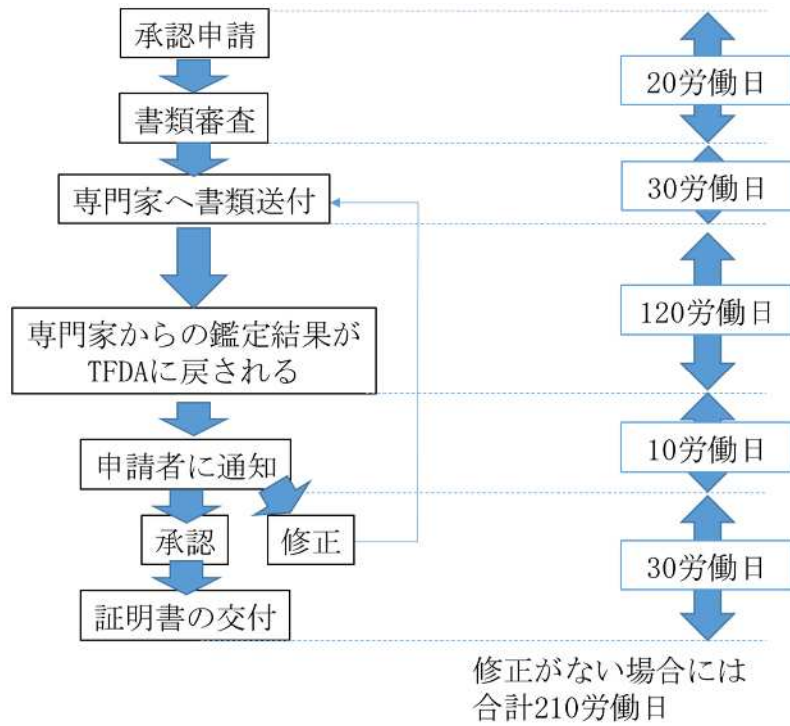 承認申請
20労働日
書類審査
30労働日
専門家へ書類送付
120労働日
専門家からの鑑定結果が
TFDAに戻される
10労働日
申請者に通知
承認
修正
30労働日
証明書の交付
修正がない場合には
合計210労働日